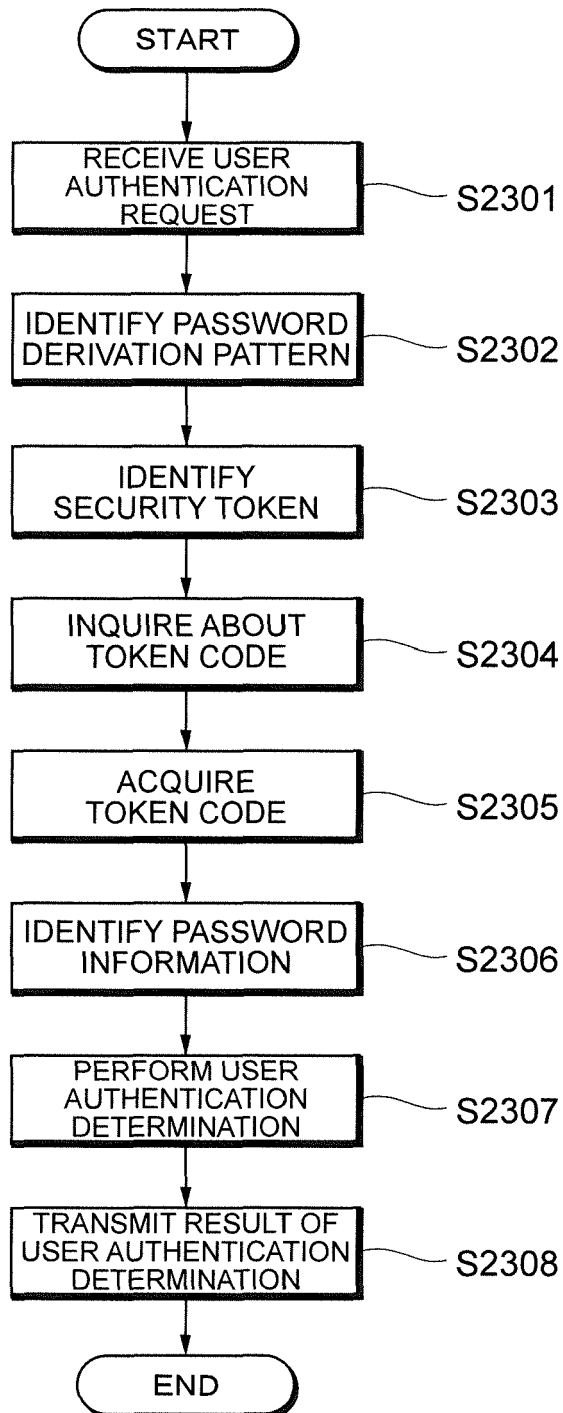 START
RECEIVE USER
AUTHENTICATION
REQUEST
S2301
IDENTIFY PASSWORD
DERIVATION PATTERN
S2302
IDENTIFY
SECURITY TOKEN
S2303
INQUIRE ABOUT
TOKEN CODE
S2304
ACQUIRE
TOKEN CODE
S2305
IDENTIFY PASSWORD
INFORMATION
S2306
PERFORM USER
AUTHENTICATION
DETERMINATION
S2307
TRANSMIT RESULT OF
USER AUTHENTICATION
DETERMINATION
S2308
END